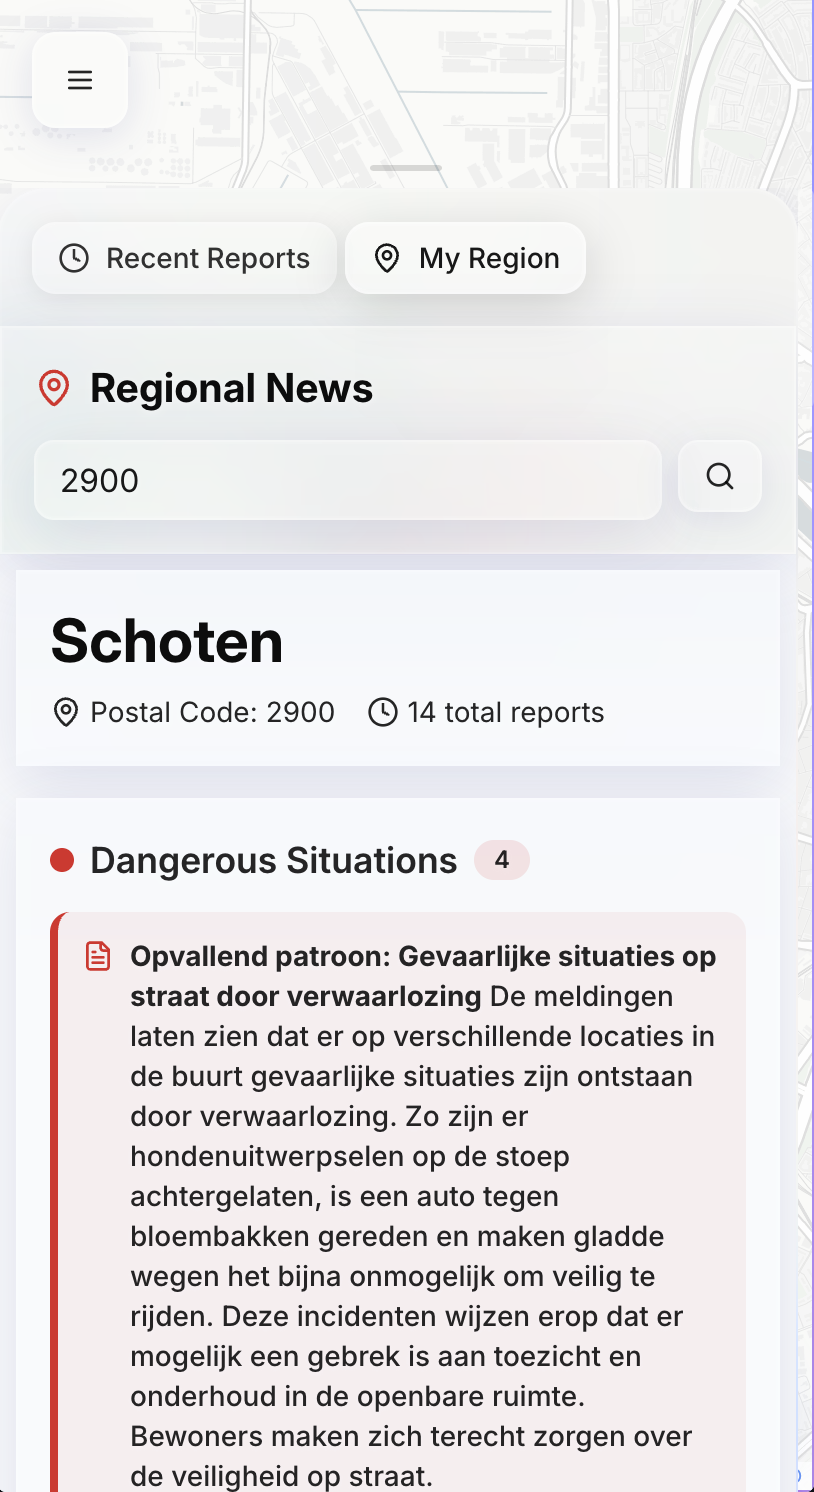 Recent Reports
My Region
Regional News
2900
Schoten
Postal Code: 2900
14 total reports
Dangerous Situations
4
Opvallend patroon: Gevaarlijke situaties op
straat door verwaarlozing De meldingen
laten zien dat er op verschillende locaties in
de buurt gevaarlijke situaties zijn ontstaan
door verwaarlozing. Zo zijn er
hondenuitwerpselen op de stoep
achtergelaten, is een auto tegen
bloembakken gereden en maken gladde
wegen het bijna onmogelijk om veilig te
rijden. Deze incidenten wijzen erop dat er
mogelijk een gebrek is aan toezicht en
onderhoud in de openbare ruimte.
Bewoners maken zich terecht zorgen over
de veiligheid op straat.